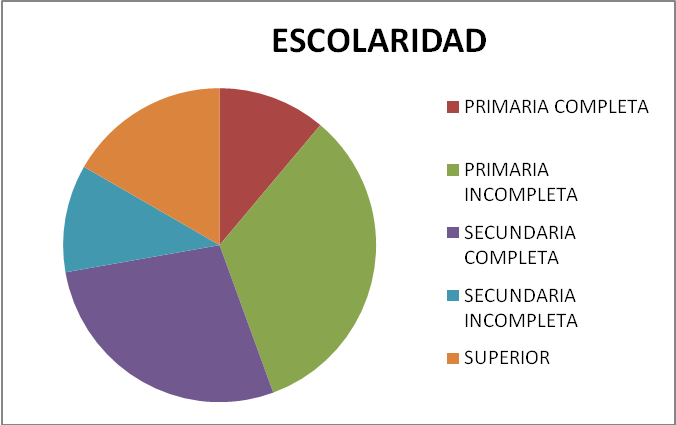 ESCOLARIDAD
PRIMARIA COMPLETA
PRIMARIA
INCOMPLETA
SECUNDARIA
COMPLETA
SECUNDARIA
INCOMPLETA
SUPERIOR